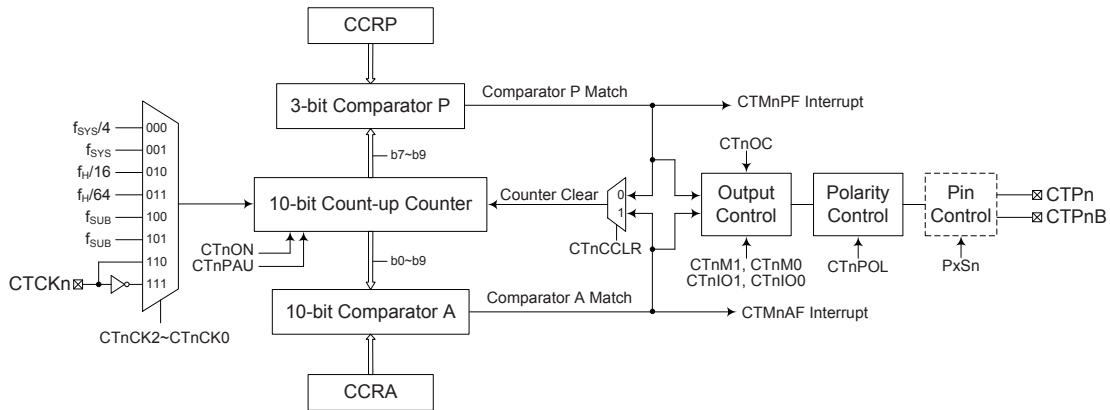 CCRP
3-bit Comparator P
Comparator P Match
CTMnPF Interrupt
b7~b9
fSYS/4
fSYS
fH/16
fH/64
fSUB
fSUB
000
001
010
011
100
101
110
111
CTCKn
CTnCK2~CTnCK0
10-bit Count-up Counter
CTnON
CTnPAU
Counter Clear
0
1
CTnCCLR
CTnOC
Output
Control
CTnM1, CTnM0
CTnIO1, CTnIO0
Polarity
Control
CTnPOL
Pin
Control
PxSn
CTPn
CTPnB
b0~b9
10-bit Comparator A
Comparator A Match
CTMnAF Interrupt
CCRA